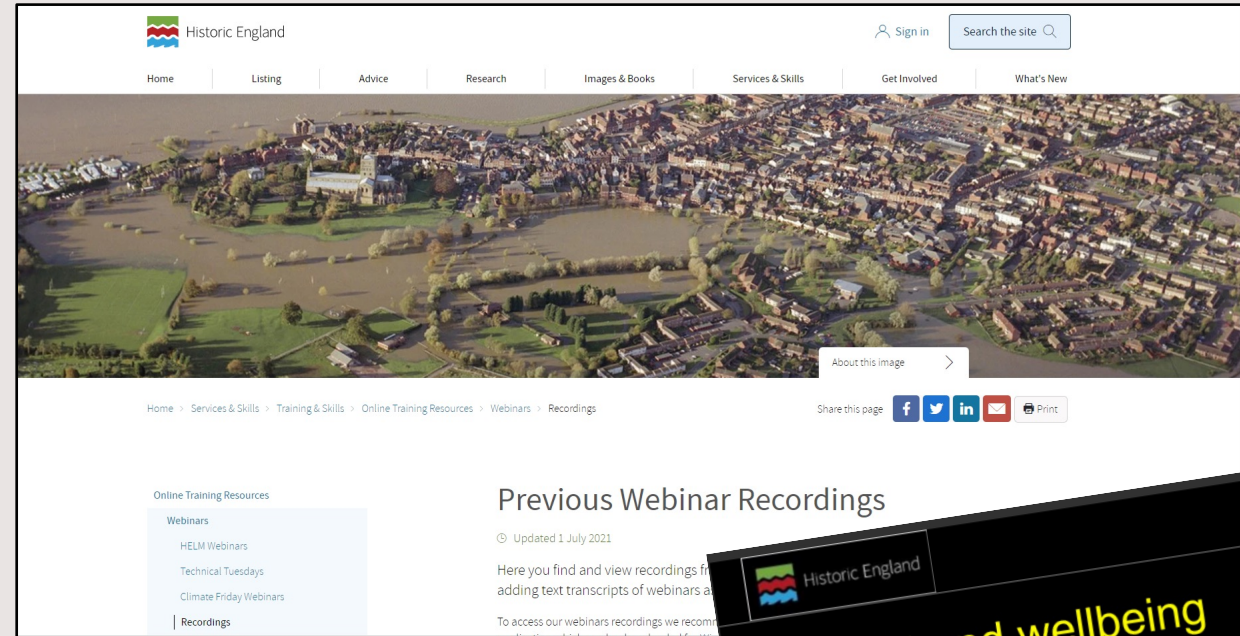 Historic England
Sign in
Search the site
Home Listing Advice Research Images & Books Services & Skills Get Involved What's New
About this image
Home > Services & Skills > Training & Skills > Online Training Resources > Webinars > Recordings
Share this page
Print
Online Training Resources
Webinars
HELM Webinars
Technical Tuesdays
Climate Friday Webinars
Recordings
Previous Webinar Recordings
Updated 1 July 2021
Here you find and view recordings
adding text transcripts of webinars
To access our webinars recordings we
Historic England
wellbeing